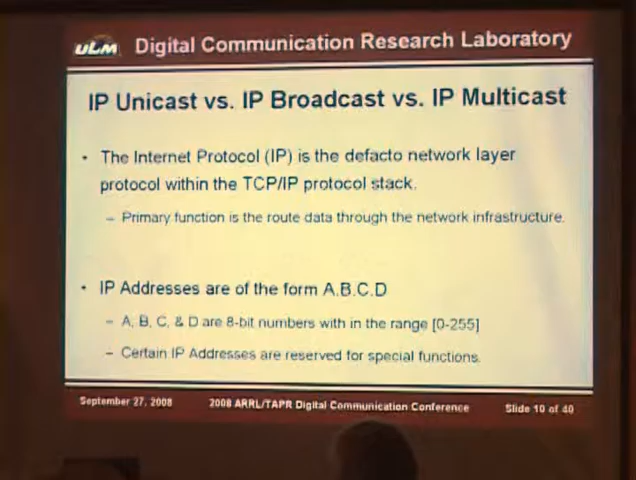 ULM Digital Communication Research Laboratory
IP Unicast vs. IP Broadcast vs. IP Multicast
• The Internet Protocol (IP) is the defacto network layer
protocol within the TCP/IP protocol stack.
– Primary function is the route data through the network infrastructure.
• IP Addresses are of the form A.B.C.D
– A, B, C, & D are 8-bit numbers with in the range [0-255]
– Certain IP Addresses are reserved for special functions.
September 27, 2008 2008 ARRL/TAPR Digital Communication Conference Slide 10 of 40